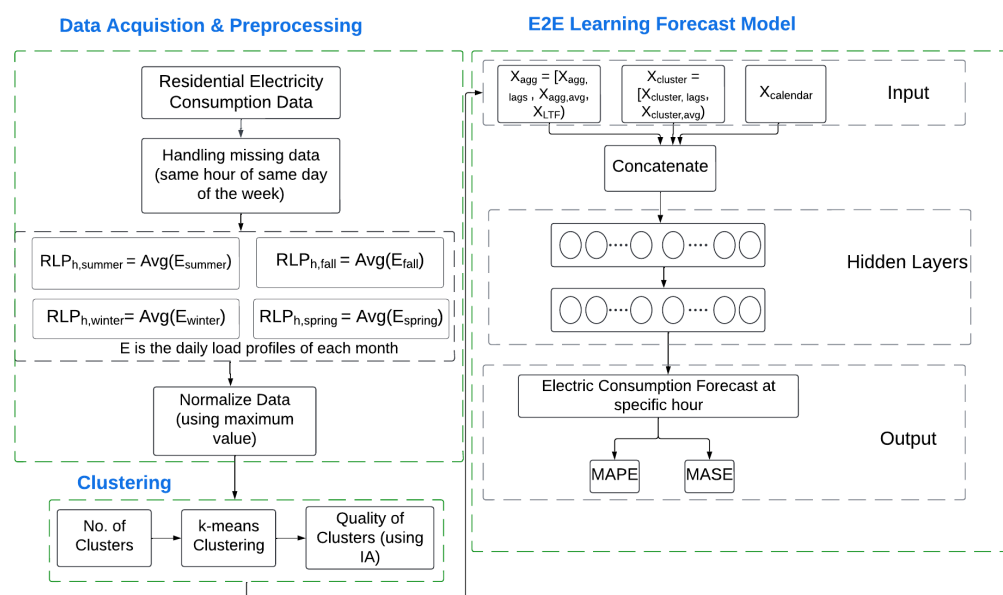 Data Acquistion & Preprocessing
Residential Electricity
Consumption Data
Handling missing data
(same hour of same day
of the week)
RLPh,summer = Avg(Esummer)
RLPh,fall = Avg(Efall)
RLPh,winter= Avg(Ewinter)
RLPh,spring= Avg(Espring)
E is the daily load profiles of each month
Normalize Data
(using maximum
value)
Clustering
No. of
Clusters
k-means
Clustering
Quality of
Clusters (using
IA)
E2E Learning Forecast Model
Xagg = [Xagg,
lags , Xagg,avg,
XLTF)
Xcluster =
[Xcluster, lags,
Xcluster,avg)
Xcalendar
Input
Concatenate
Hidden Layers
Electric Consumption Forecast at
specific hour
Output
MAPE
MASE